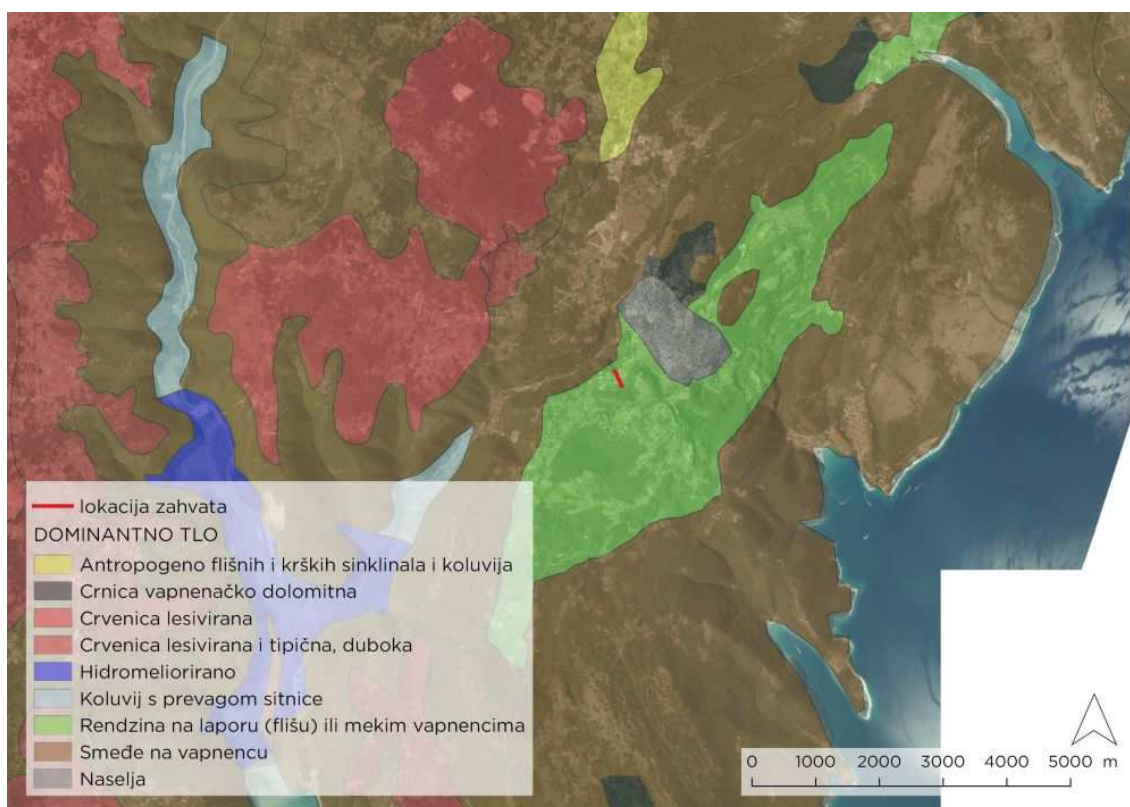 lokacija zahvata
DOMINANTNO TLO
Antropogeno flišnih i krških sinklinala i koluvija
Crnica vapnenačko dolomitna
Crvenica lesivirana
Crvenica lesivirana i tipična, duboka
Hidromeliorirano
Koluvij s prevagom sitnice
Rendzina na laporu (flišu) ili mekim vapnencima
Smeđe na vapnencu
Naselja
0 1000 2000 3000 4000 5000 m